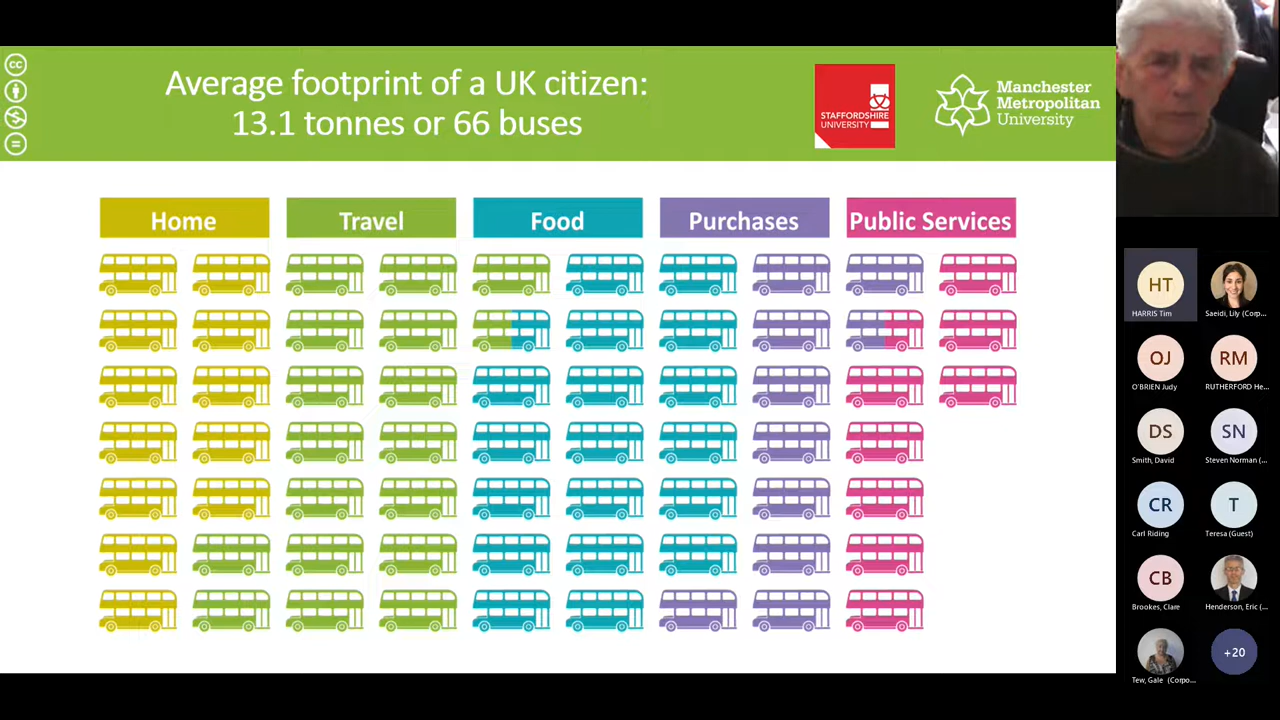 Average footprint of a UK citizen:
13.1 tonnes or 66 buses
STAFFORDSHIRE
UNIVERSITY
Manchester
Metropolitan
University
cc
Home
Travel
Food
Purchases
Public Services
HT
HARRIS Tim
Saeidi, Lily (Corp...
OJ
O'BRIEN Judy
RM
RUTHERFORD He...
DS
Smith, David
SN
Steven Norman (...
CR
Carl Riding
T
Teresa (Guest)
CB
Brookes, Clare
Henderson, Eric (...
Tew, Gale (Corpo...
+20